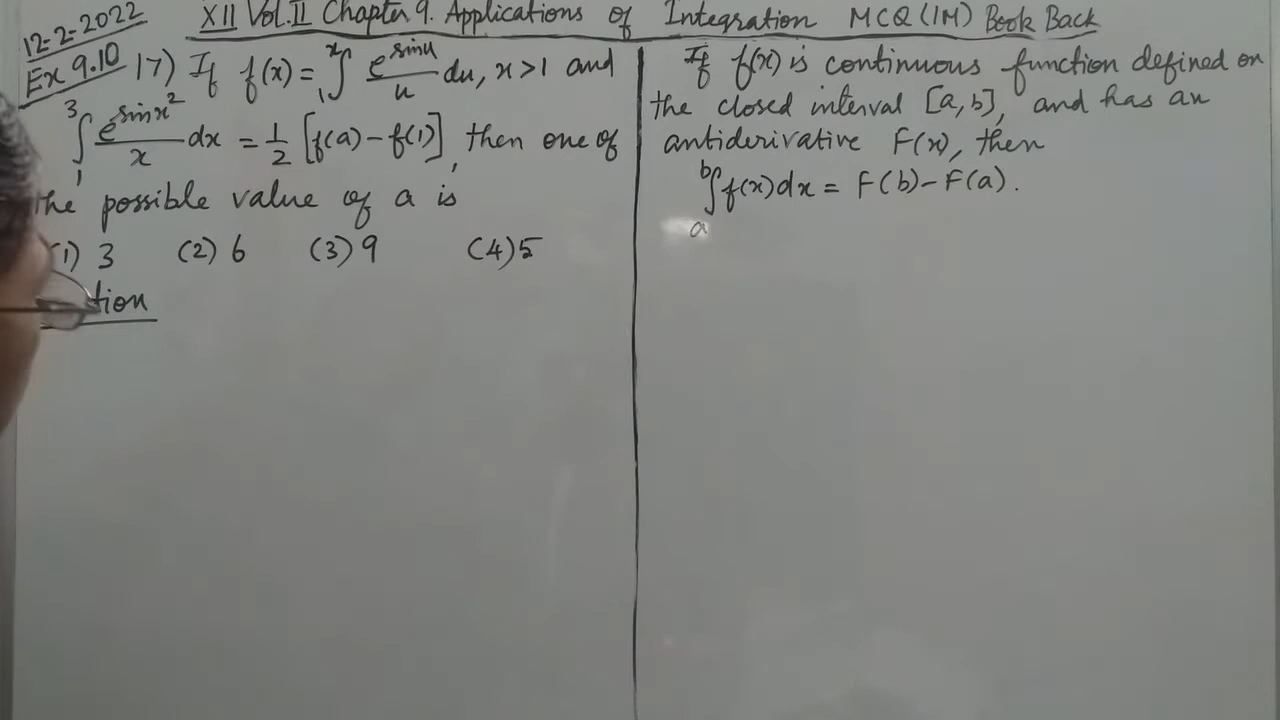 12-2-2022
XII Vol.II Chapter 9. Applications of Integration MCQ (1M) Book Back
Ex 9.10
17) If f(x) = ∫₁ˣ e^sinu/u du, x>1 and
∫₁³ e^sinx²/x dx = 1/2 [f(a)-f(1)], then one of
the possible value of a is
(1) 3 (2) 6 (3) 9 (4) 5
tion
If f(x) is continuous function defined on
the closed interval [a,b], and has an
antiderivative F(x), then
∫ₐᵇ f(x)dx = F(b)-F(a).